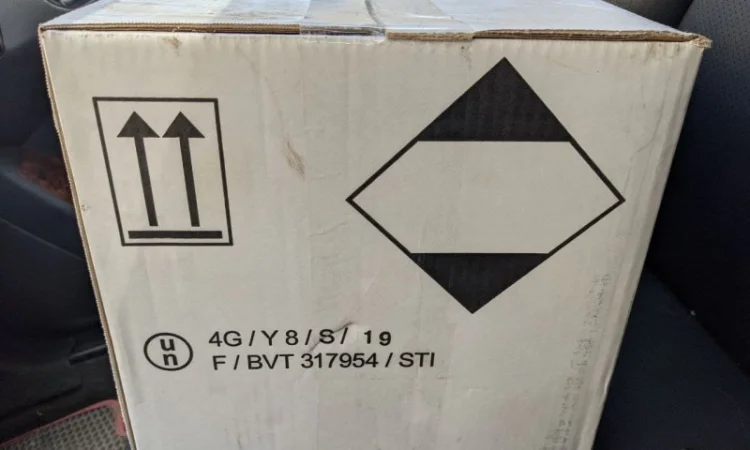 un
4G / Y 8 / S / 19
F / BVT 317954 / STI